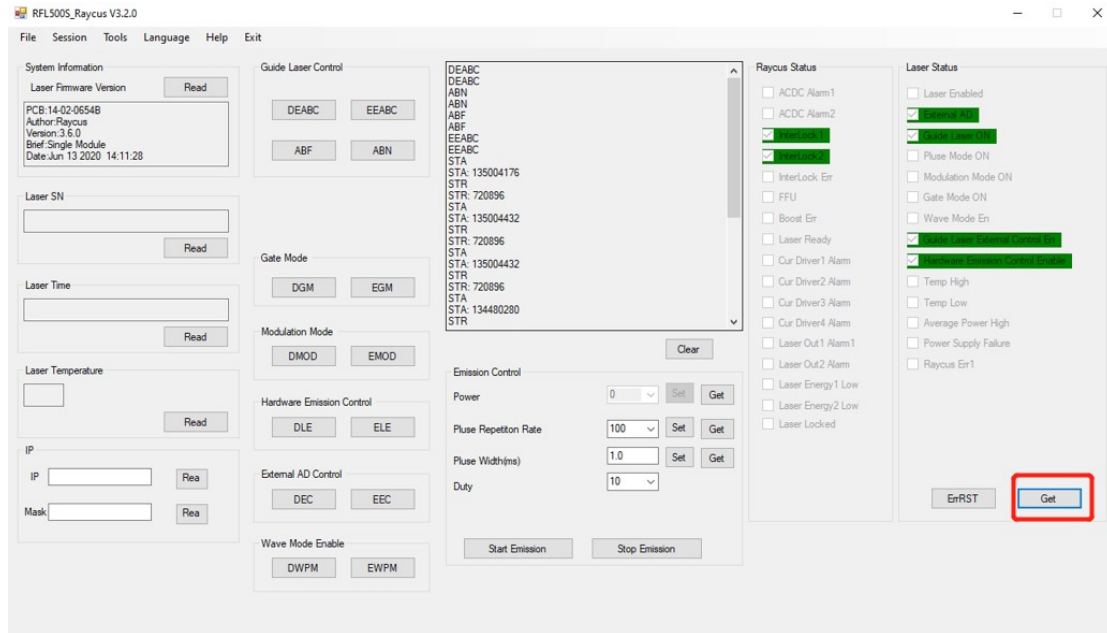 RFL500S_Raycus V3.2.0
File Session Tools Language Help Exit
System Information
Laser Firmware Version Read
PCB:14-02-0654B
Author:Raycus
Version:3.6.0
Brief:Single Module
Date:Jun 13 2020 14:11:28
Laser SN
Read
Laser Time
Read
Laser Temperature
Read
IP
IP Rea
Mask Rea
Guide Laser Control
DEABC EEABC
ABF ABN
Gate Mode
DGM EGM
Modulation Mode
DMOD EMOD
Hardware Emission Control
DLE ELE
External AD Control
DEC EEC
Wave Mode Enable
DWPM EWPM
DEABC
DEABC
ABN
ABN
ABF
ABF
EEABC
EEABC
STA
STA: 135004176
STR
STR: 720896
STA
STA: 135004432
STR
STR: 720896
STA
STA: 135004432
STR
STR: 720896
STA
STA: 134480280
STR
Clear
Emission Control
Power 0 Set Get
Pluse Repetiton Rate 100 Set Get
Pluse Width(ms) 1.0 Set Get
Duty 10
Start Emission Stop Emission
Raycus Status
ACDC Alarm1
ACDC Alarm2
InterLock1
InterLock2
InterLock Err
FFU
Boost Err
Laser Ready
Cur Driver1 Alarm
Cur Driver2 Alarm
Cur Driver3 Alarm
Cur Driver4 Alarm
Laser Out1 Alarm1
Laser Out2 Alarm
Laser Energy1 Low
Laser Energy2 Low
Laser Locked
Laser Status
Laser Enabled
External AD
Guide Laser ON
Pluse Mode ON
Modulation Mode ON
Gate Mode ON
Wave Mode En
Guide Laser External Control En
Hardware Emission Control Enable
Temp High
Temp Low
Average Power High
Power Supply Failure
Raycus Err1
ErrRST Get